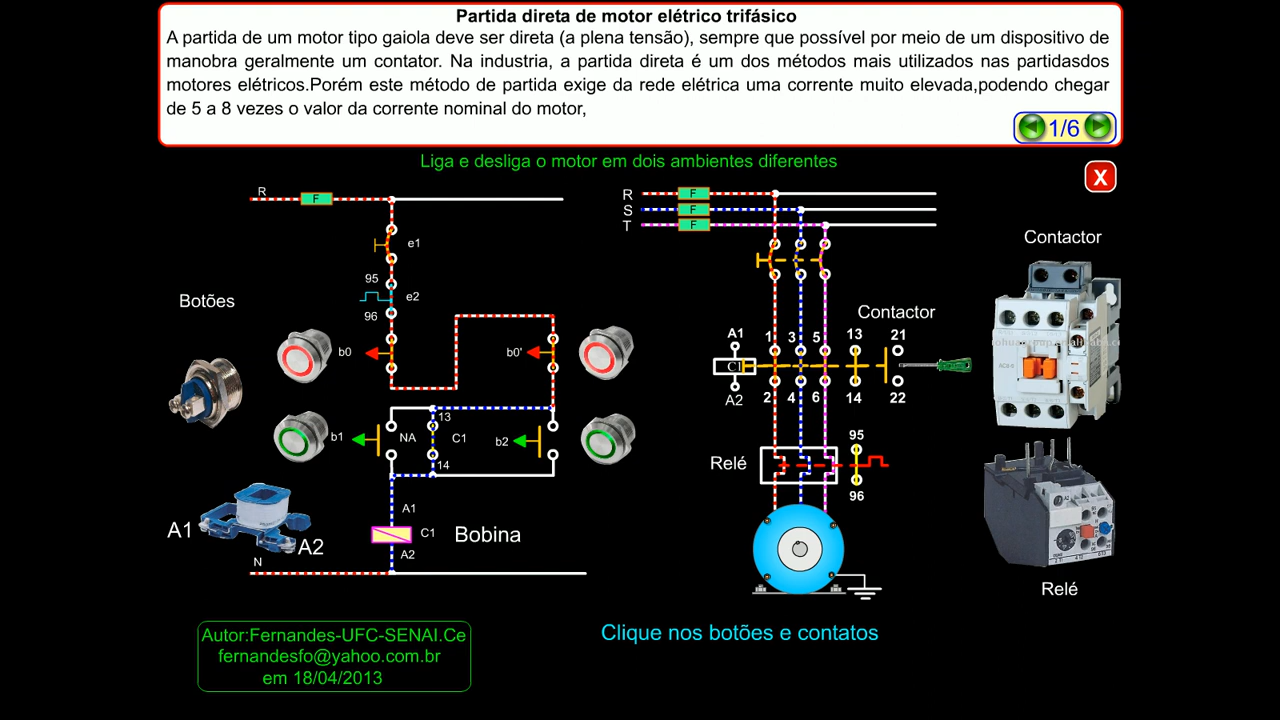 Partida direta de motor elétrico trifásico
A partida de um motor tipo gaiola deve ser direta (a plena tensão), sempre que possível por meio de um dispositivo de
manobra geralmente um contator. Na industria, a partida direta é um dos métodos mais utilizados nas partidasdos
motores elétricos.Porém este método de partida exige da rede elétrica uma corrente muito elevada,podendo chegar
de 5 a 8 vezes o valor da corrente nominal do motor,
1/6
Liga e desliga o motor em dois ambientes diferentes
X
R
F
R
F
S
F
T
F
e1
Contactor
95
e2
96
Botões
Contactor
b0
b0'
A1
1
3
5
13
21
C1
A2
2
4
6
14
22
b1
NA
13
C1
b2
14
Relé
95
96
A1
C1
A2
Bobina
A1
A2
N
Relé
Autor:Fernandes-UFC-SENAI.Ce
fernandesfo@yahoo.com.br
em 18/04/2013
Clique nos botões e contatos